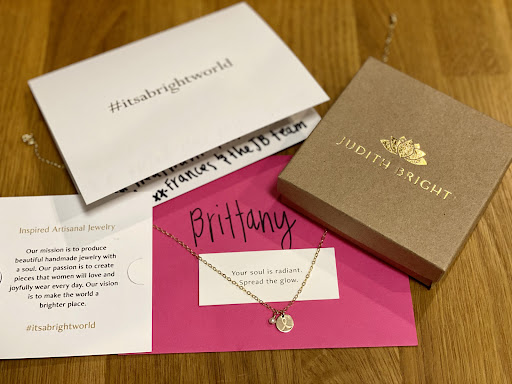 #itsabrightworld
xx-Frances & the JB team
JUDITH BRIGHT
Brittany
Your soul is radiant.
Spread the glow.
Inspired Artisanal Jewelry
Our mission is to produce
beautiful handmade jewelry with
a soul. Our passion is to create
pieces that women will love and
joyfully wear every day. Our vision
is to make the world a
brighter place.
#itsabrightworld